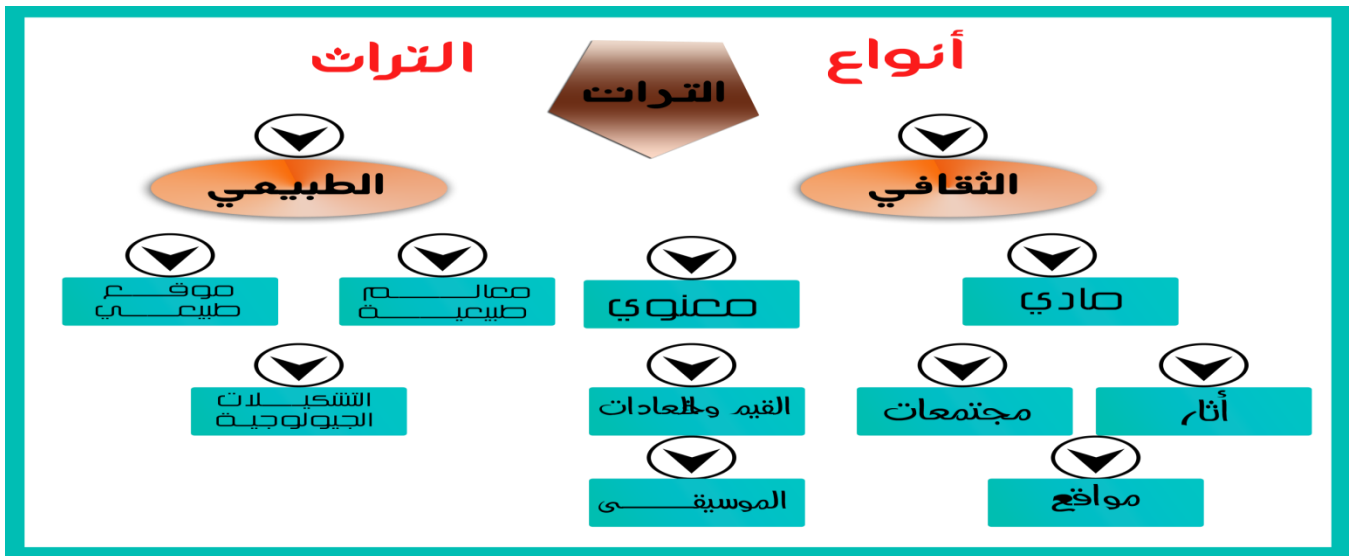 أنواع التراث
التراث
الثقافي
الطبيعي
مادي
معنوي
معالم
طبيعية
موقع
طبيعي
أثار
مجتمعات
القيم والعادات
التشكيلات
الجيولوجية
مواقع
الموسيقى